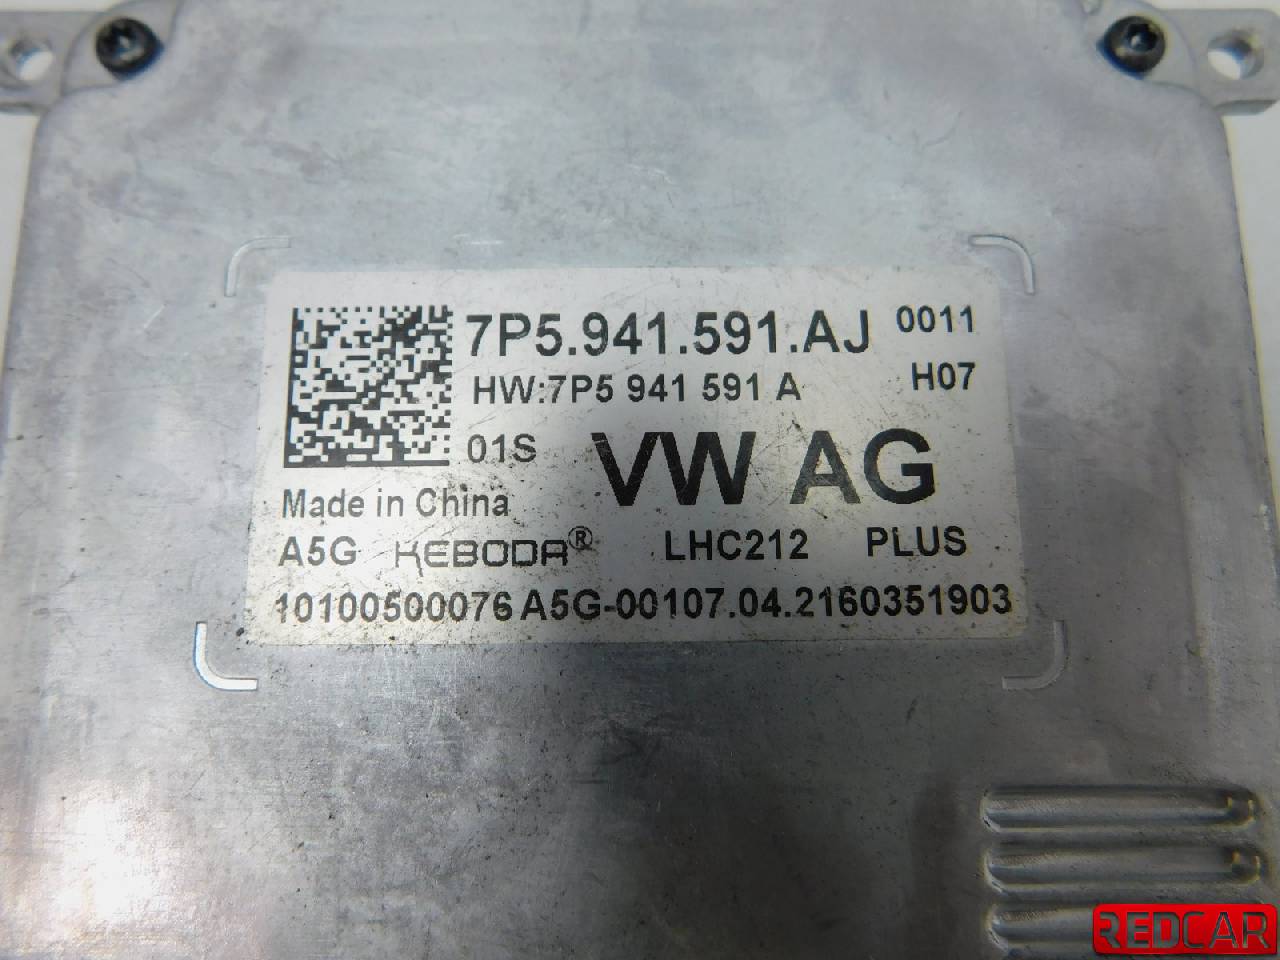 7P5.941.591.AJ 0011
HW:7P5 941 591 A H07
01S VW AG
Made in China
A5G KEBODA® LHC212 PLUS
10100500076 A5G-00107.04.2160351903
REDCAR